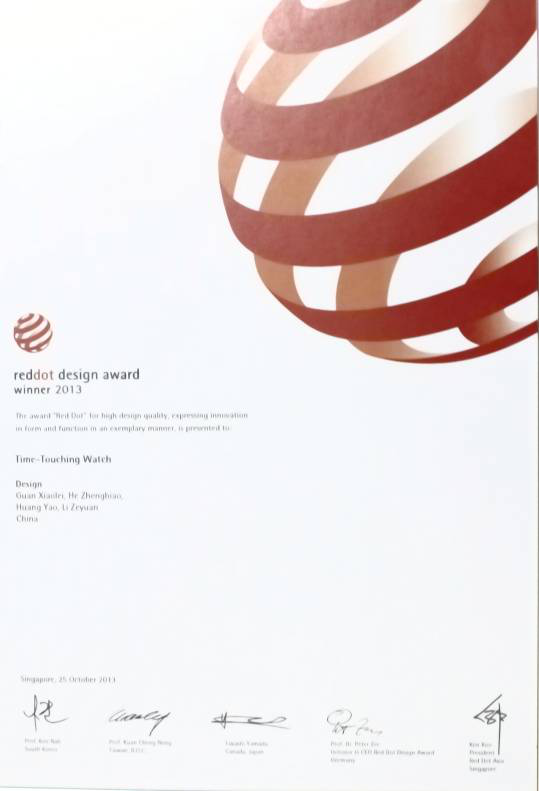 reddot design award
winner 2013
The award "Red Dot" for high design quality, expressing innovation
in form and function in an exemplary manner, is presented to:
Time-Touching Watch
Design
Guan Xiaolei, He Zhengbiao,
Huang Yao, Li Zeyuan
China
Singapore, 25 October 2013
Prof. Ken Nah
South Korea
Prof. Kuan Cheng Neng
Taiwan, R.O.C.
Canada, Japan
Prof. Dr. Peter Zec
Initiator & CEO Red Dot Design Award
Germany
Ken Koo
President
Red Dot Asia
Singapore